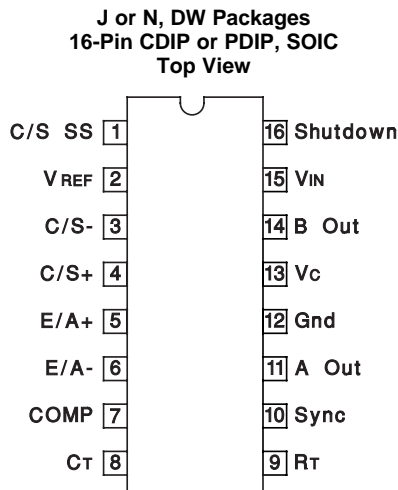 J or N, DW Packages
16-Pin CDIP or PDIP, SOIC
Top View
C/S SS 1 16 Shutdown
VREF 2 15 VIN
C/S- 3 14 B Out
C/S+ 4 13 VC
E/A+ 5 12 Gnd
E/A- 6 11 A Out
COMP 7 10 Sync
CT 8 9 RT